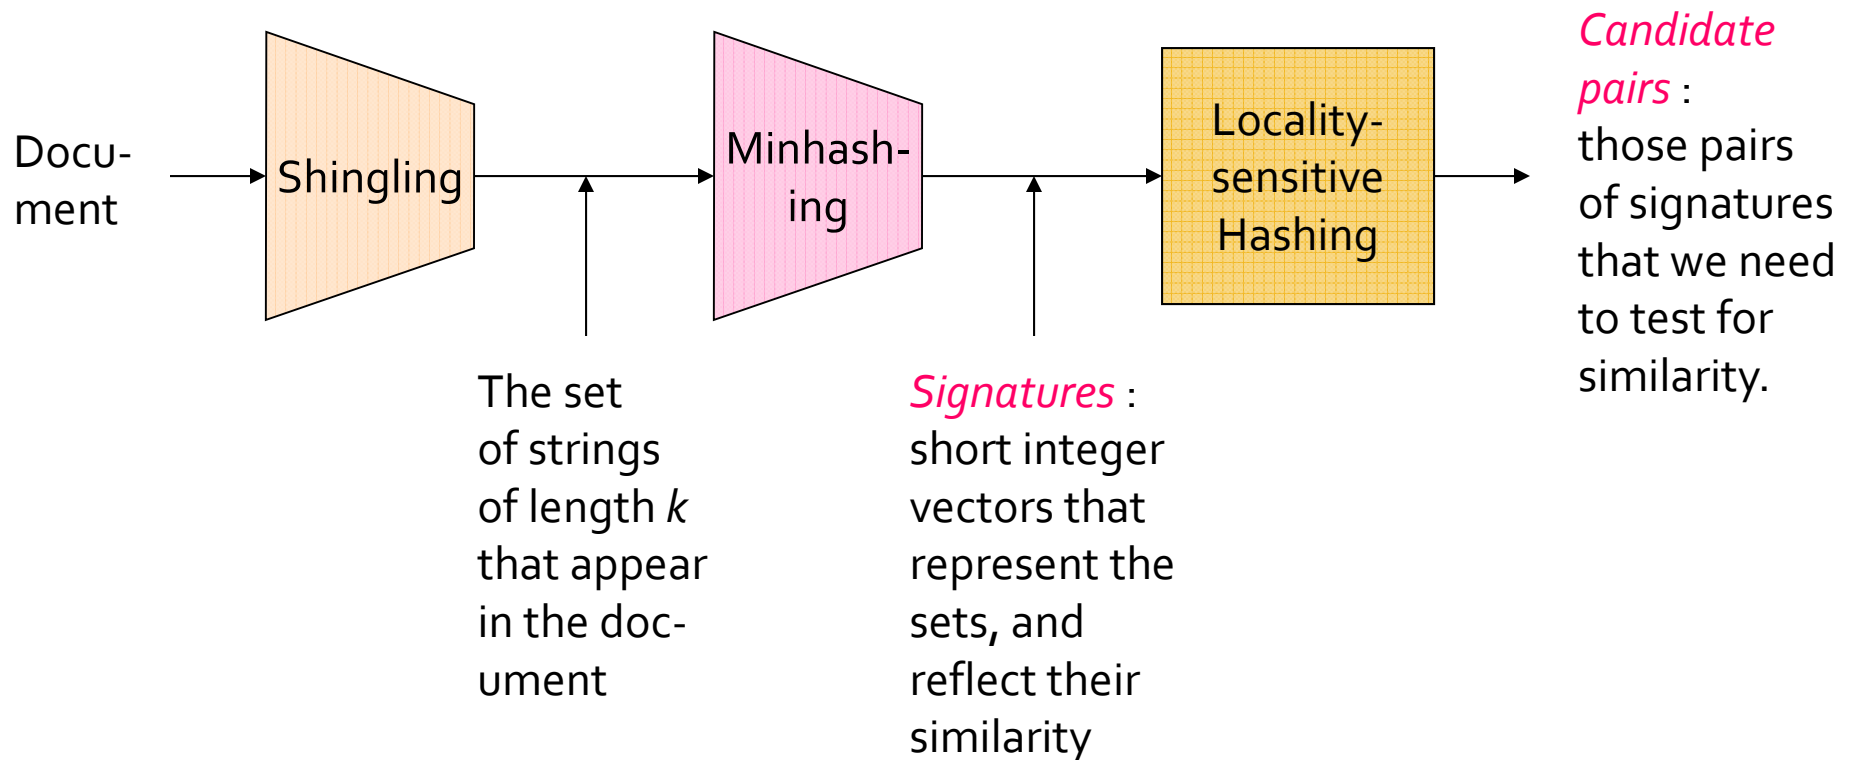 Docu-
ment
Shingling
The set
of strings
of length k
that appear
in the doc-
ument
Minhash-
ing
Signatures :
short integer
vectors that
represent the
sets, and
reflect their
similarity
Locality-
sensitive
Hashing
Candidate
pairs :
those pairs
of signatures
that we need
to test for
similarity.